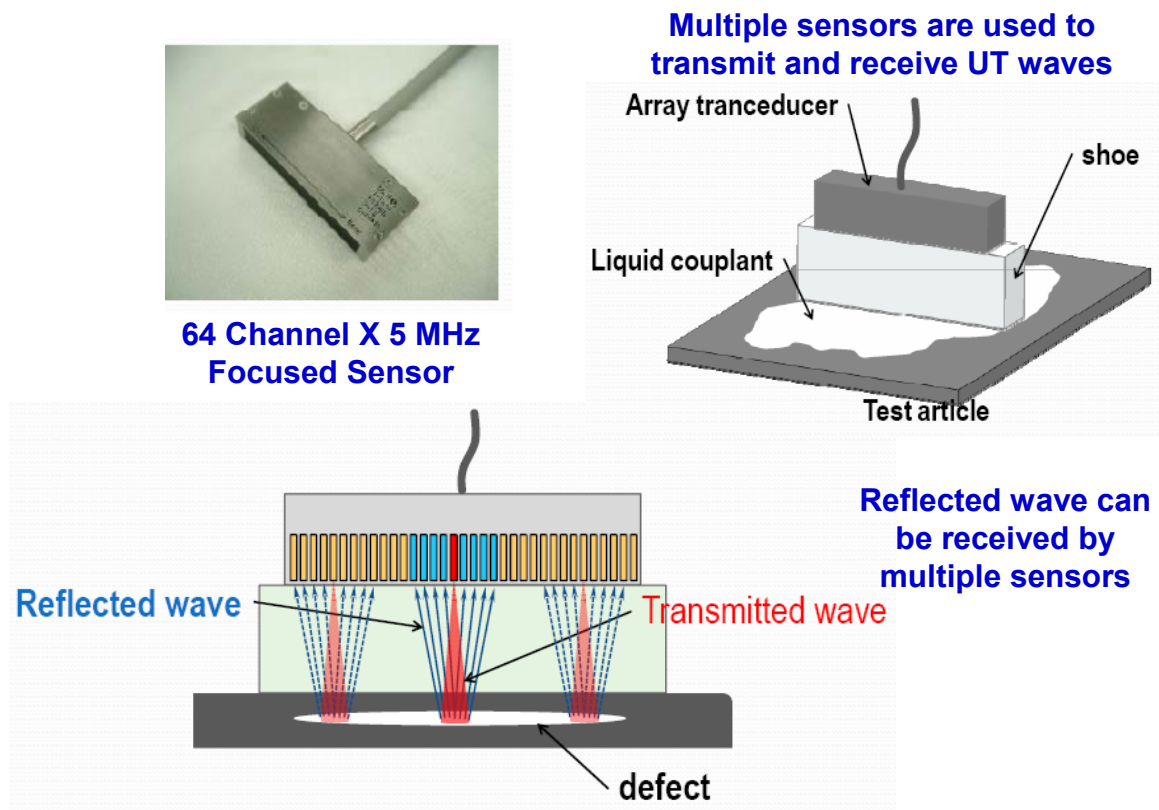 Multiple sensors are used to
transmit and receive UT waves
Array tranceducer
shoe
Liquid couplant
Test article
64 Channel X 5 MHz
Focused Sensor
Reflected wave can
be received by
multiple sensors
Reflected wave
Transmitted wave
defect